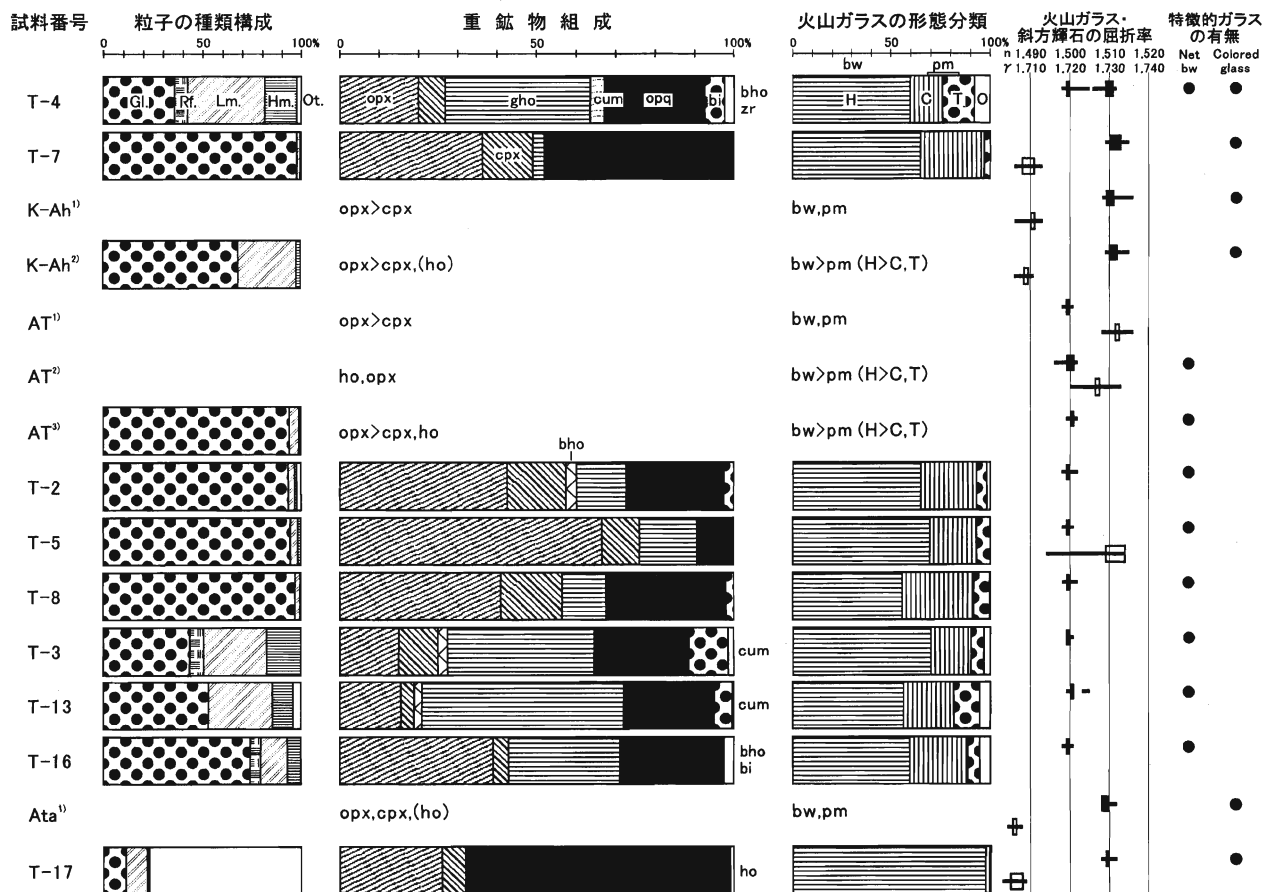 試料番号
粒子の種類構成
重鉱物組成
火山ガラスの形態分類
火山ガラス・
斜方輝石の屈折率
特徴的ガラス
の有無
0 50 100%
0 50 100%
0 50 100%
bw pm
n 1.490 1.500 1.510 1.520
γ 1.710 1.720 1.730 1.740
Net
bw
Colored
glass
T-4
Gl. Rf. Lm. Hm. Ot.
opx gho cum opq bi
bho
zr
H C T O
T-7
cpx
K-Ah1)
opx>cpx
bw,pm
K-Ah2)
opx>cpx,(ho)
bw>pm (H>C,T)
AT1)
opx>cpx
bw,pm
AT2)
ho,opx
bw>pm (H>C,T)
AT3)
opx>cpx,ho
bw>pm (H>C,T)
bho
T-2
T-5
T-8
T-3
cum
T-13
cum
T-16
bho
bi
Ata1)
opx,cpx,(ho)
bw,pm
T-17
ho